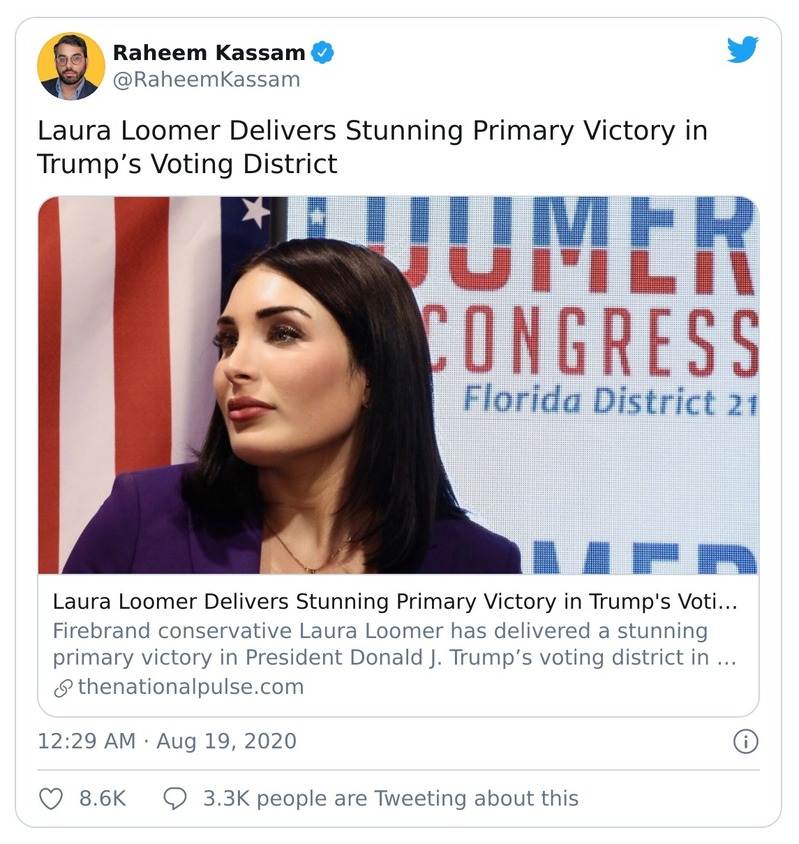 Raheem Kassam
@RaheemKassam
Laura Loomer Delivers Stunning Primary Victory in
Trump’s Voting District
LOOMER
CONGRESS
Florida District 21
Laura Loomer Delivers Stunning Primary Victory in Trump's Voti…
Firebrand conservative Laura Loomer has delivered a stunning
primary victory in President Donald J. Trump’s voting district in …
thenationalpulse.com
12:29 AM · Aug 19, 2020
8.6K 3.3K people are Tweeting about this